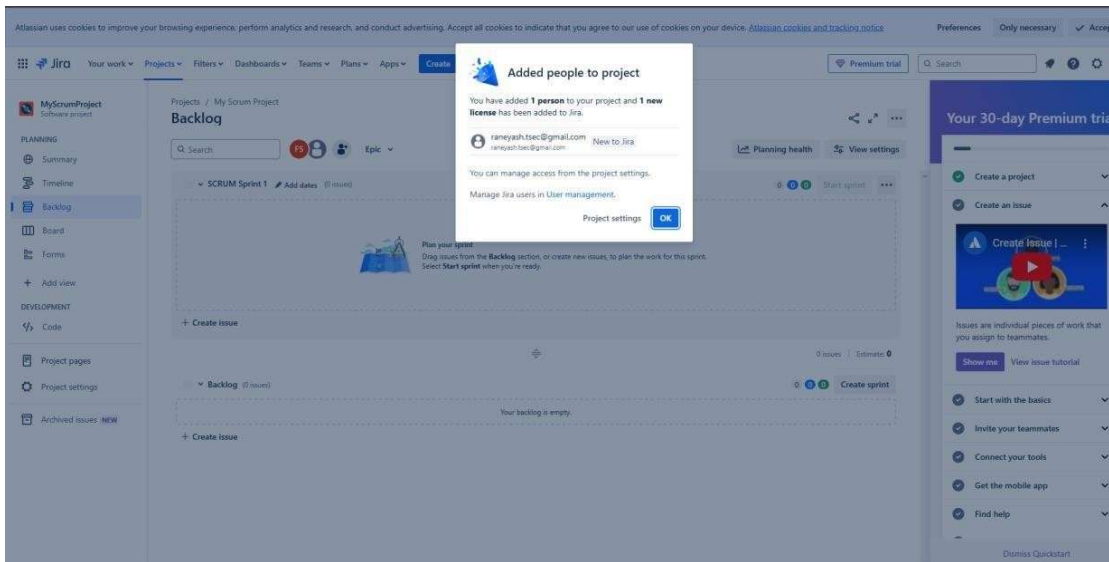 Atlassian uses cookies to improve your browsing experience, perform analytics and research, and conduct advertising. Accept all cookies to indicate that you agree to our use of cookies on your device. Atlassian cookies and tracking notice
Preferences
Only necessary
Jira
Your work
Projects
Filters
Dashboards
Teams
Plans
Apps
Create
Premium trial
Search
MyScrumProject
Software project
PLANNING
Summary
Timeline
Backlog
Board
Forms
Add view
DEVELOPMENT
Code
Project pages
Project settings
Archived issues NEW
Projects / My Scrum Project
Backlog
Search
FS
Epic
Planning health
View settings
SCRUM Sprint 1 Add dates (0 issues)
0 0 0 Start sprint
Plan your sprint
Drag issues from the Backlog section, or create new issues, to plan the work for this sprint.
Select Start sprint when you're ready.
+ Create issue
0 issues | Estimate: 0
Backlog (0 issues)
0 0 0 Create sprint
Your backlog is empty.
+ Create issue
Added people to project
You have added 1 person to your project and 1 new
license has been added to Jira.
raneyash.tsec@gmail.com
raneyash.tsec@gmail.com
New to Jira
You can manage access from the project settings.
Manage Jira users in User management.
Project settings
OK
Your 30-day Premium tria
Create a project
Create an issue
Create Issue | ...
Issues are individual pieces of work that
you assign to teammates.
Show me
View issue tutorial
Start with the basics
Invite your teammates
Connect your tools
Get the mobile app
Find help
Dismiss Quickstart